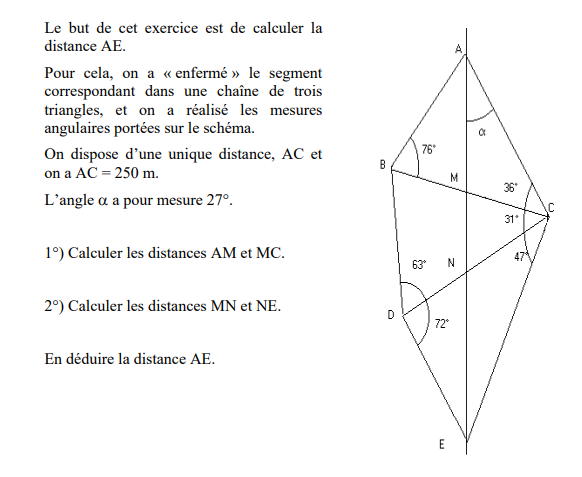 Le but de cet exercice est de calculer la
distance AE.
Pour cela, on a « enfermé » le segment
correspondant dans une chaîne de trois
triangles, et on a réalisé les mesures
angulaires portées sur le schéma.
On dispose d’une unique distance, AC et
on a AC = 250 m.
L’angle α a pour mesure 27°.
1°) Calculer les distances AM et MC.
2°) Calculer les distances MN et NE.
En déduire la distance AE.
A
α
76°
B
M
36°
C
31°
63°
N
47°
D
72°
E